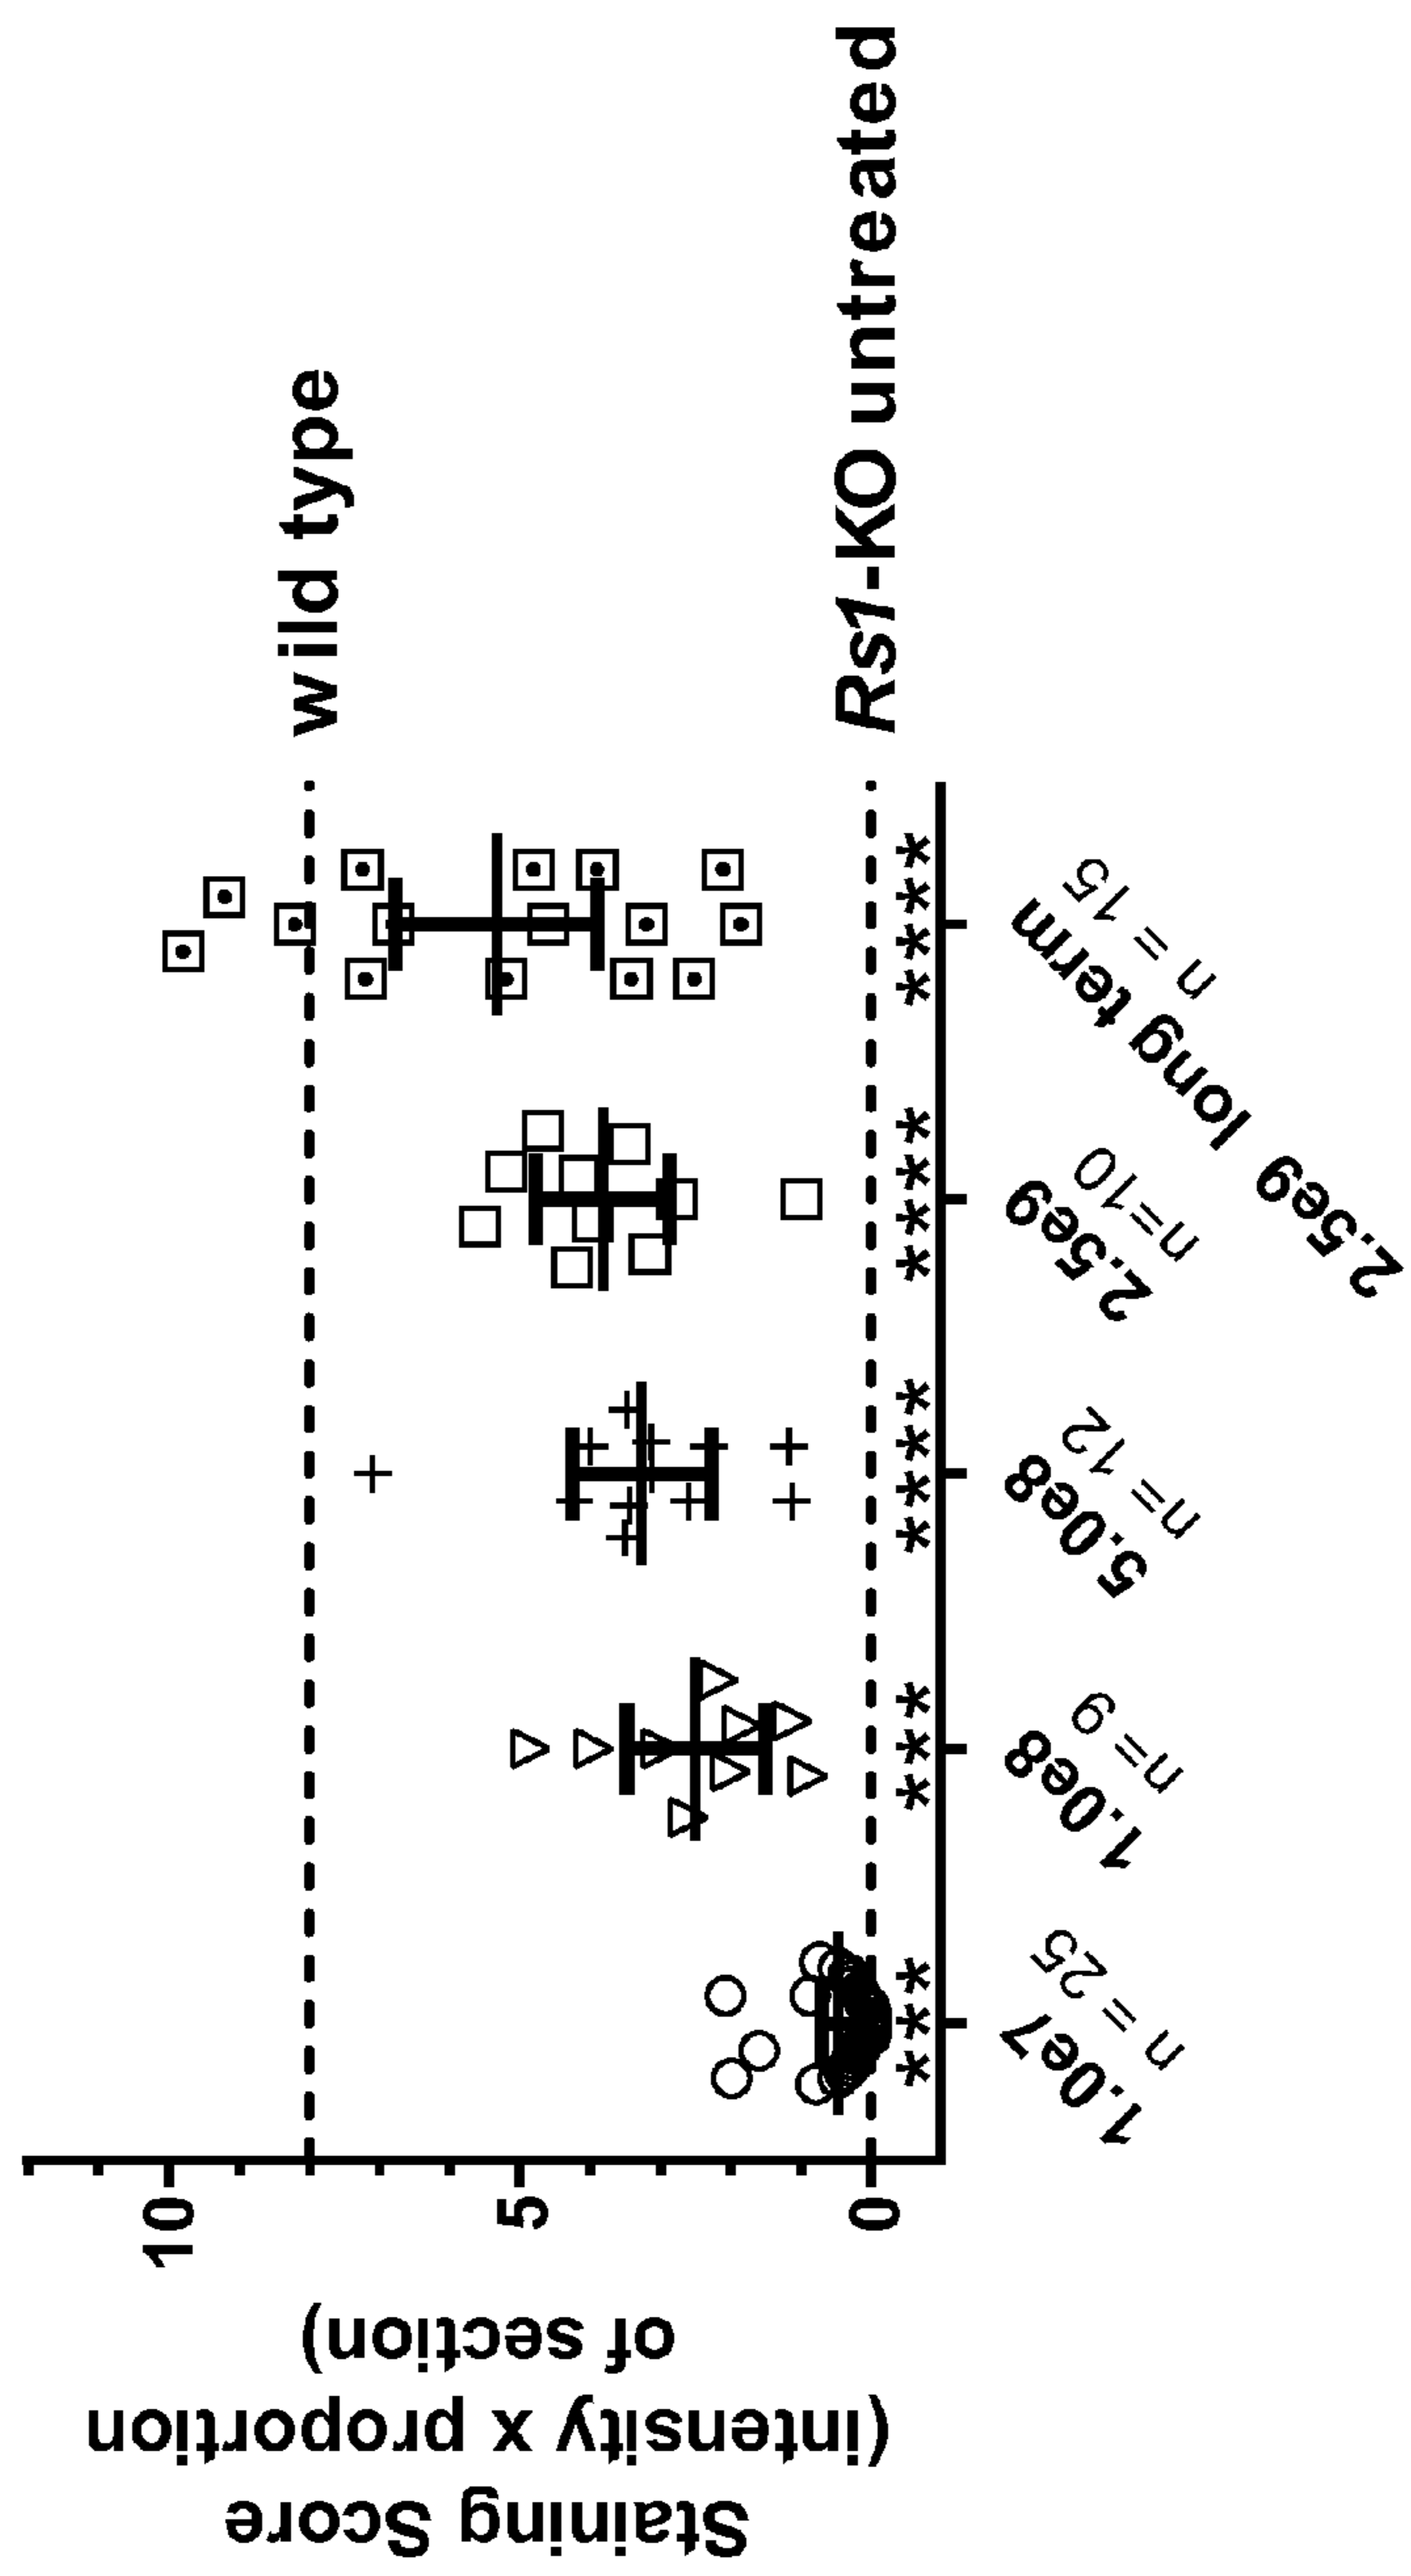 Staining Score
(intensity x proportion
of section)
10
5
0
wild type
Rs1-KO untreated
*** *** **** **** ****
1.0e7
n = 25
1.0e8
n= 9
5.0e8
n= 12
2.5e9
n=10
2.5e9 long term
n = 15